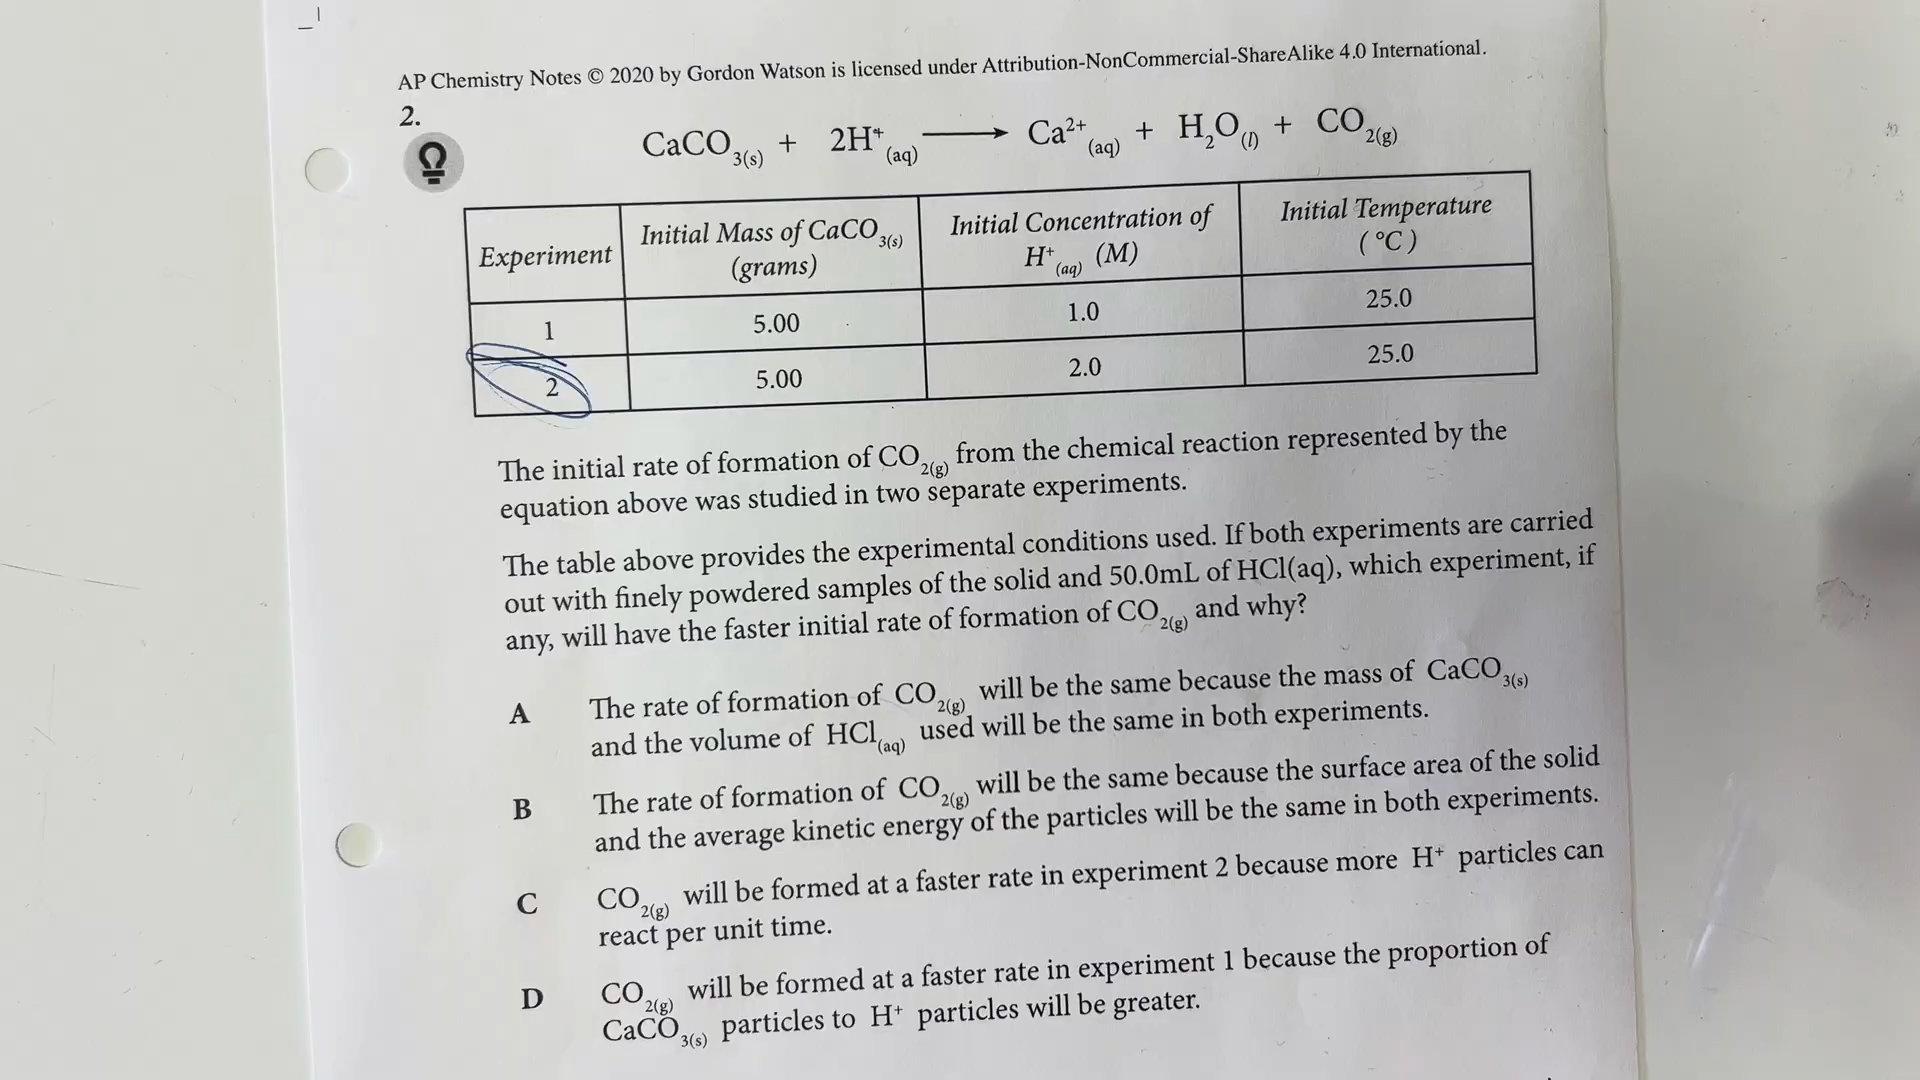 AP Chemistry Notes © 2020 by Gordon Watson is licensed under Attribution-NonCommercial-ShareAlike 4.0 International.
2.
CaCO3(s) + 2H+(aq) ⟶ Ca2+(aq) + H2O(l) + CO2(g)
Experiment
Initial Mass of CaCO3(s)
(grams)
Initial Concentration of
H+(aq) (M)
Initial Temperature
(°C)
1 5.00 1.0 25.0
2 5.00 2.0 25.0
The initial rate of formation of CO2(g) from the chemical reaction represented by the
equation above was studied in two separate experiments.
The table above provides the experimental conditions used. If both experiments are carried
out with finely powdered samples of the solid and 50.0mL of HCl(aq), which experiment, if
any, will have the faster initial rate of formation of CO2(g) and why?
A The rate of formation of CO2(g) will be the same because the mass of CaCO3(s)
and the volume of HCl(aq) used will be the same in both experiments.
B The rate of formation of CO2(g) will be the same because the surface area of the solid
and the average kinetic energy of the particles will be the same in both experiments.
C CO2(g) will be formed at a faster rate in experiment 2 because more H+ particles can
react per unit time.
D CO2(g) will be formed at a faster rate in experiment 1 because the proportion of
CaCO3(s) particles to H+ particles will be greater.